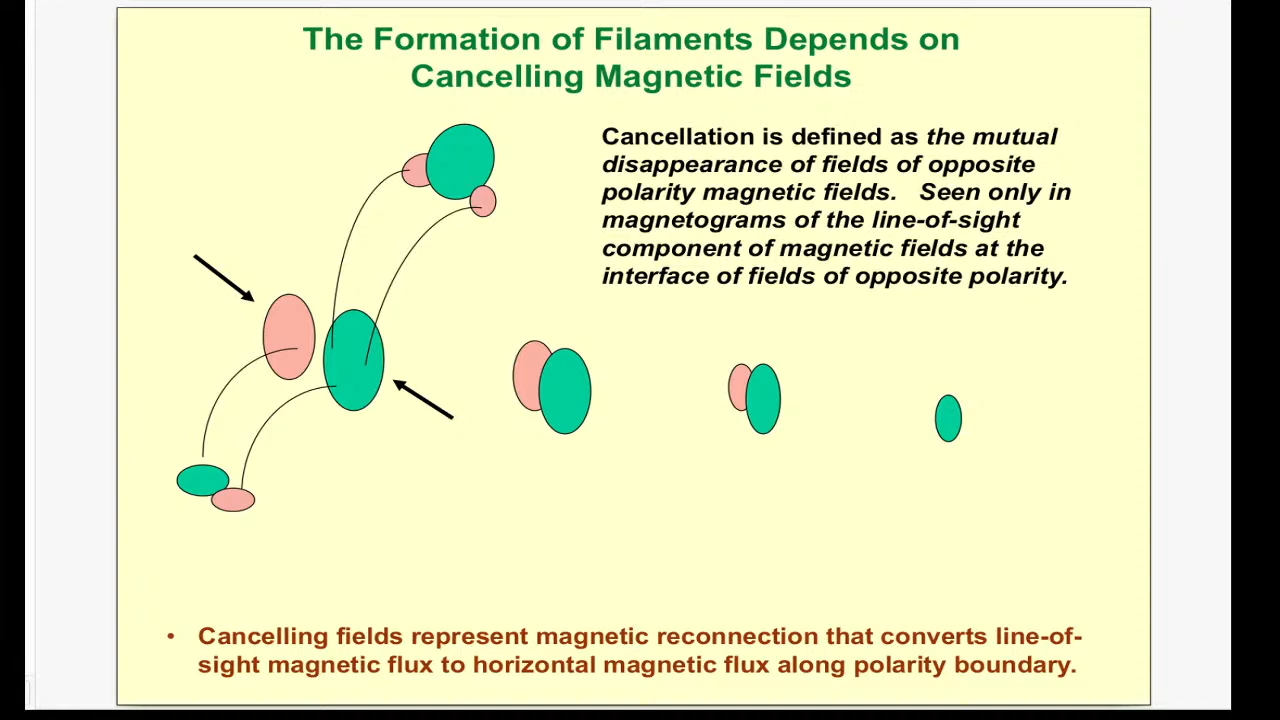 The Formation of Filaments Depends on
Cancelling Magnetic Fields
Cancellation is defined as the mutual
disappearance of fields of opposite
polarity magnetic fields. Seen only in
magnetograms of the line-of-sight
component of magnetic fields at the
interface of fields of opposite polarity.
• Cancelling fields represent magnetic reconnection that converts line-of-
sight magnetic flux to horizontal magnetic flux along polarity boundary.